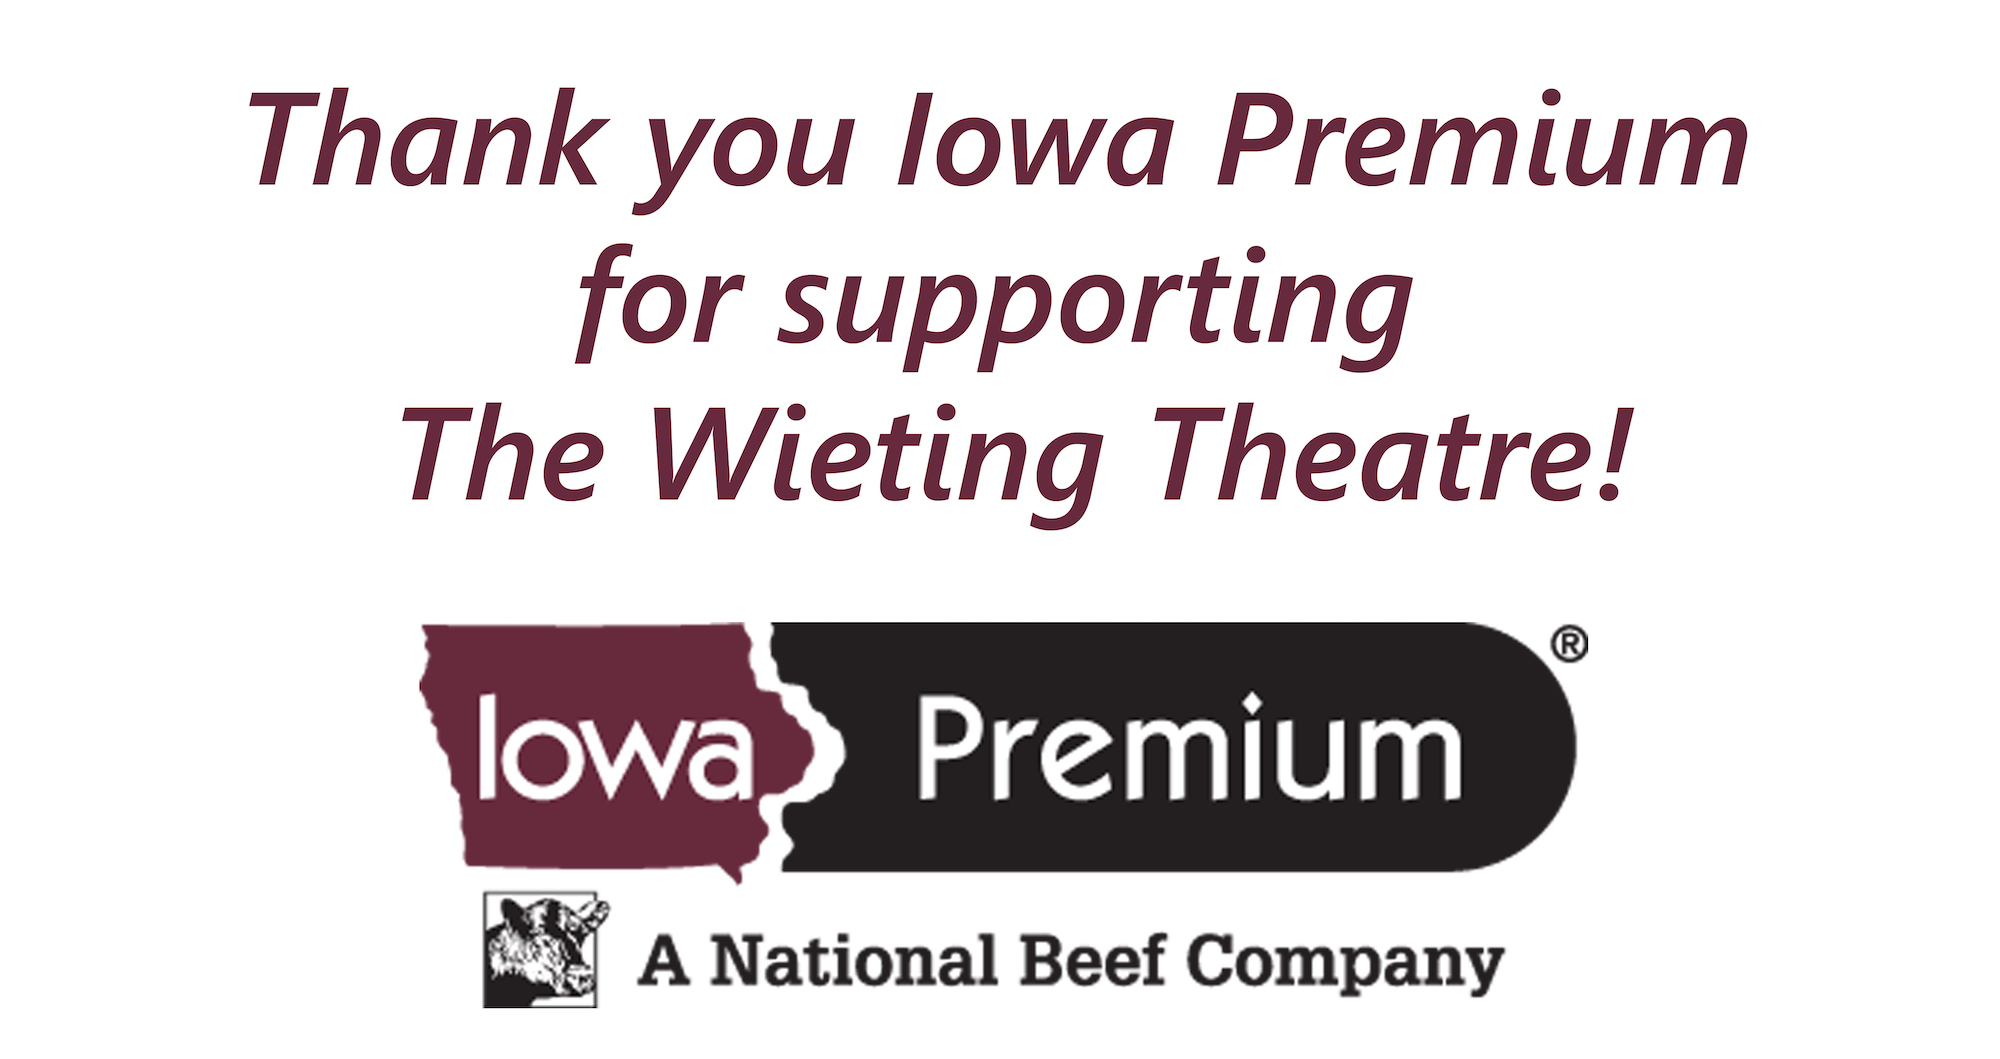 Thank you Iowa Premium
for supporting
The Wieting Theatre!
Iowa Premium ®
A National Beef Company